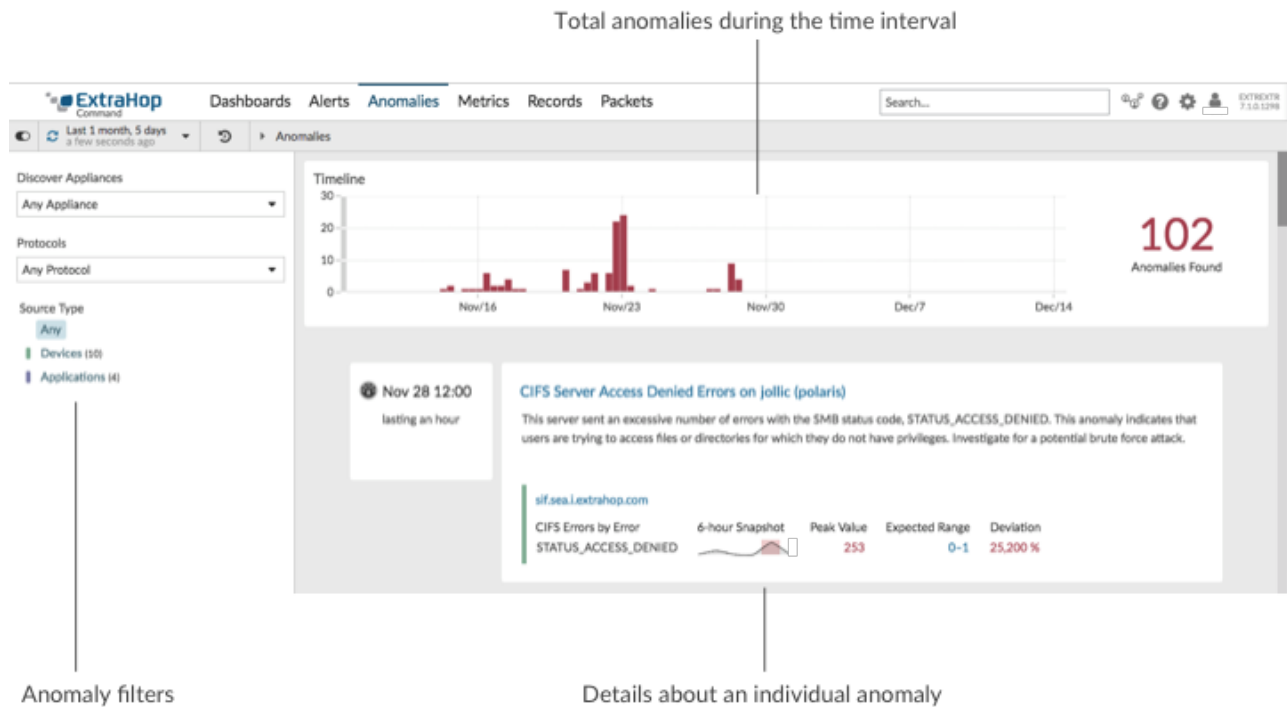 Total anomalies during the time interval
ExtraHop
Command
Dashboards Alerts Anomalies Metrics Records Packets
Search...
EXTREXTR
7.1.0.1298
Last 1 month, 5 days
a few seconds ago
Anomalies
Discover Appliances
Any Appliance
Protocols
Any Protocol
Source Type
Any
Devices (10)
Applications (4)
Timeline
30
20
10
0
Nov/16 Nov/23 Nov/30 Dec/7 Dec/14
102
Anomalies Found
Nov 28 12:00
lasting an hour
CIFS Server Access Denied Errors on jollic (polaris)
This server sent an excessive number of errors with the SMB status code, STATUS_ACCESS_DENIED. This anomaly indicates that
users are trying to access files or directories for which they do not have privileges. Investigate for a potential brute force attack.
sif.sea.i.extrahop.com
CIFS Errors by Error 6-hour Snapshot Peak Value Expected Range Deviation
STATUS_ACCESS_DENIED 253 0-1 25,200 %
Anomaly filters
Details about an individual anomaly